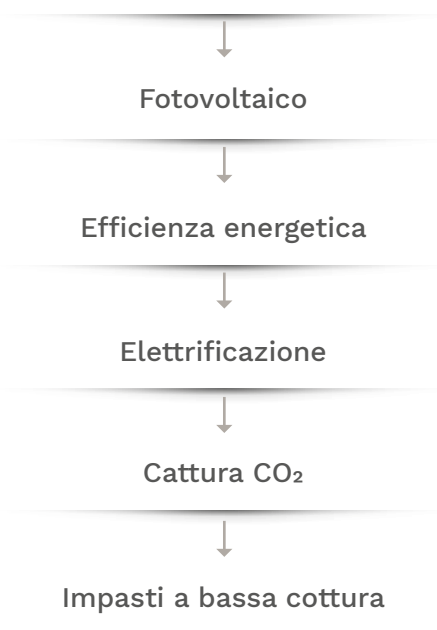 Fotovoltaico
Efficienza energetica
Elettrificazione
Cattura CO₂
Impasti a bassa cottura